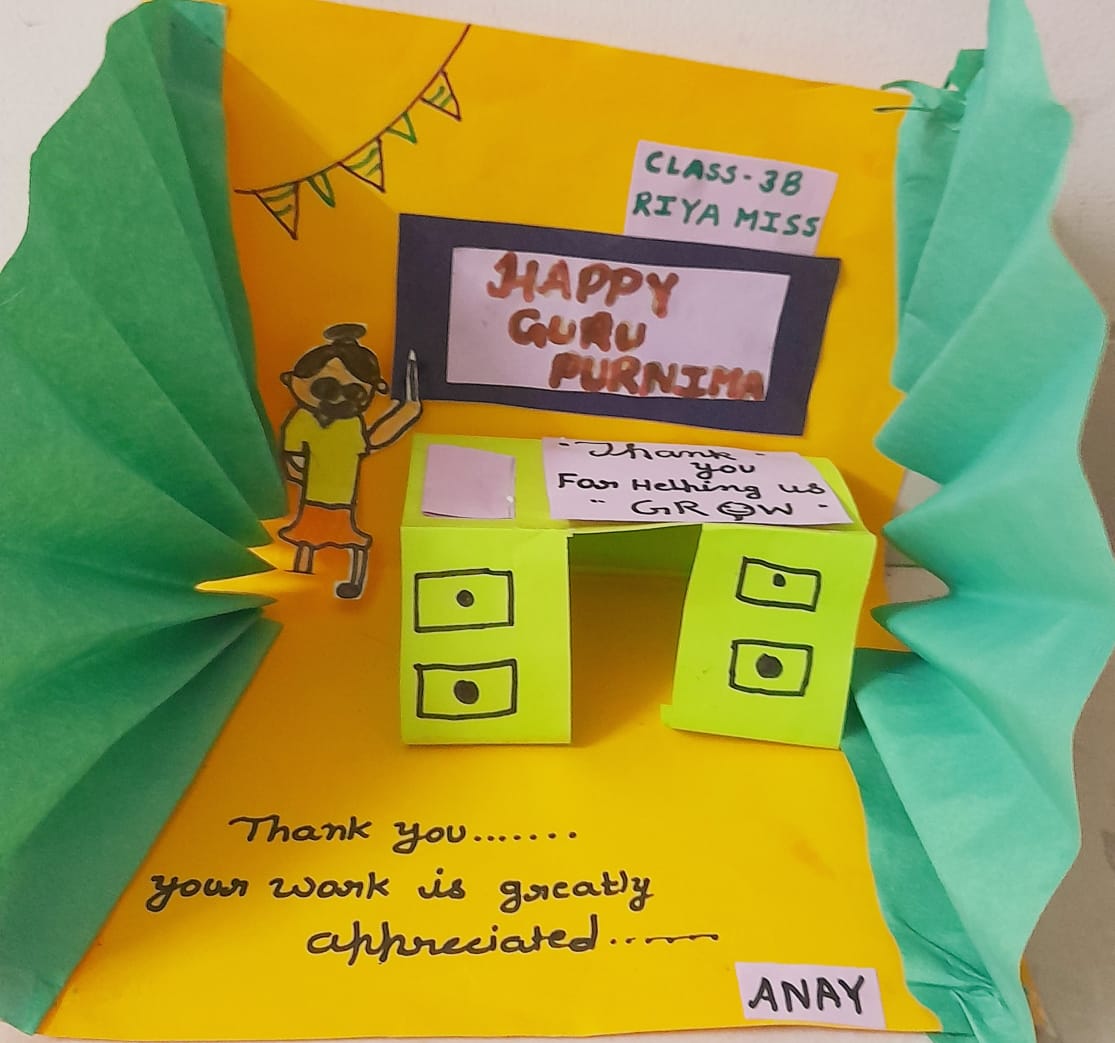 CLASS-3B
RIYA MISS
HAPPY
GURU
PURNIMA
"Thank
you
For Helping us
" GROW "
Thank you.......
your work is greatly
appreciated.......
ANAY